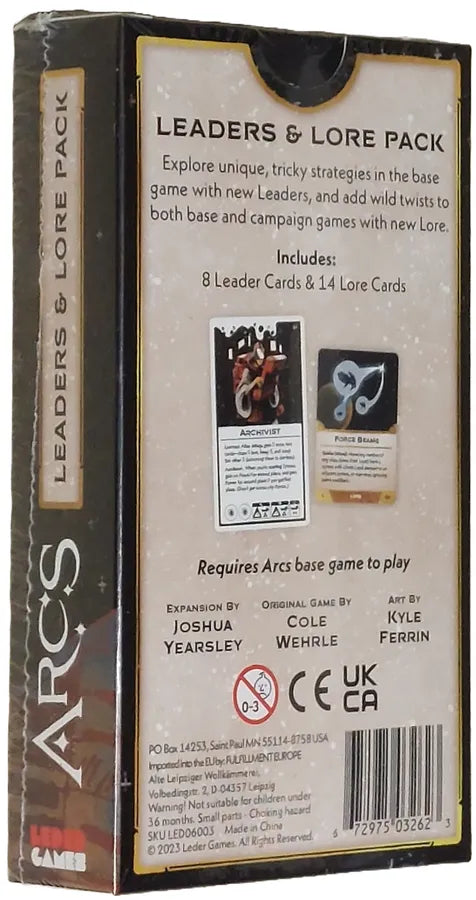 LEADERS & LORE PACK
ARCS
LEDER
GAMES
LEADERS & LORE PACK
Explore unique, tricky strategies in the base
game with new Leaders, and add wild twists to
both base and campaign games with new Lore.
Includes:
8 Leader Cards & 14 Lore Cards
ARCHIVIST
FORCE BEAMS
LORE
Requires Arcs base game to play
EXPANSION BY
JOSHUA
YEARSLEY
ORIGINAL GAME BY
COLE
WEHRLE
ART BY
KYLE
FERRIN
0-3
CE
UK
CA
PO Box 14253, Saint Paul MN 55114-8758 USA
Imported into the EU by: FULFILLMENT EUROPE
Alte Leipziger Wollkämmerei,
Volbedingstr. 2, D-04357 Leipzig
Warning! Not suitable for children under
36 months. Small parts - Choking hazard
SKU LED06003 Made in China
© 2023 Leder Games. All Rights Reserved.
6 72975 03262 3